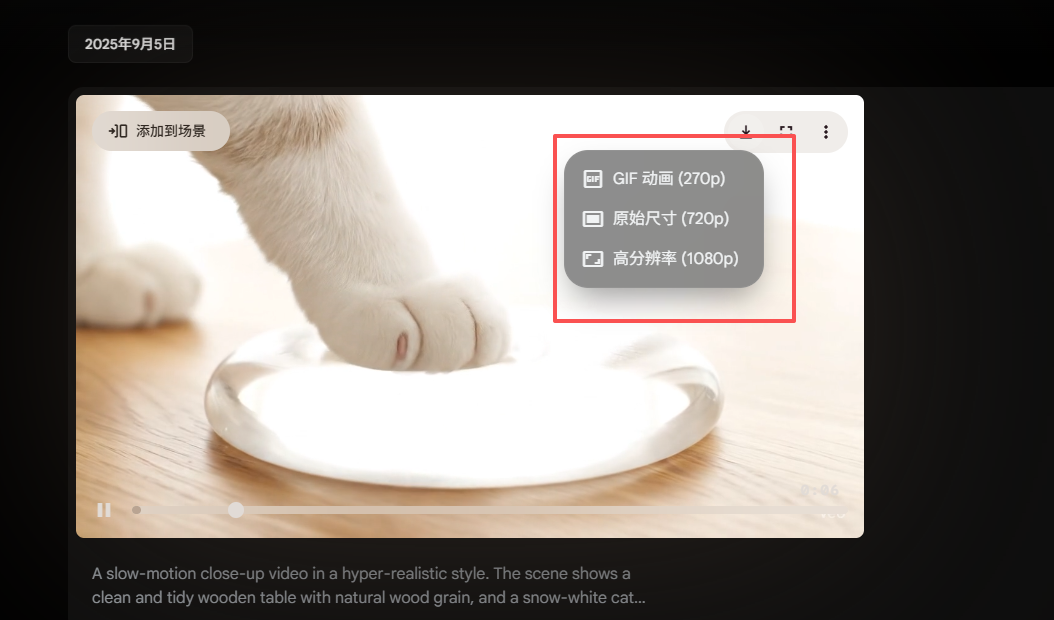 2025年9月5日
添加到场景
GIF
GIF 动画 (270p)
原始尺寸 (720p)
高分辨率 (1080p)
0:06
A slow-motion close-up video in a hyper-realistic style. The scene shows a
clean and tidy wooden table with natural wood grain, and a snow-white cat...